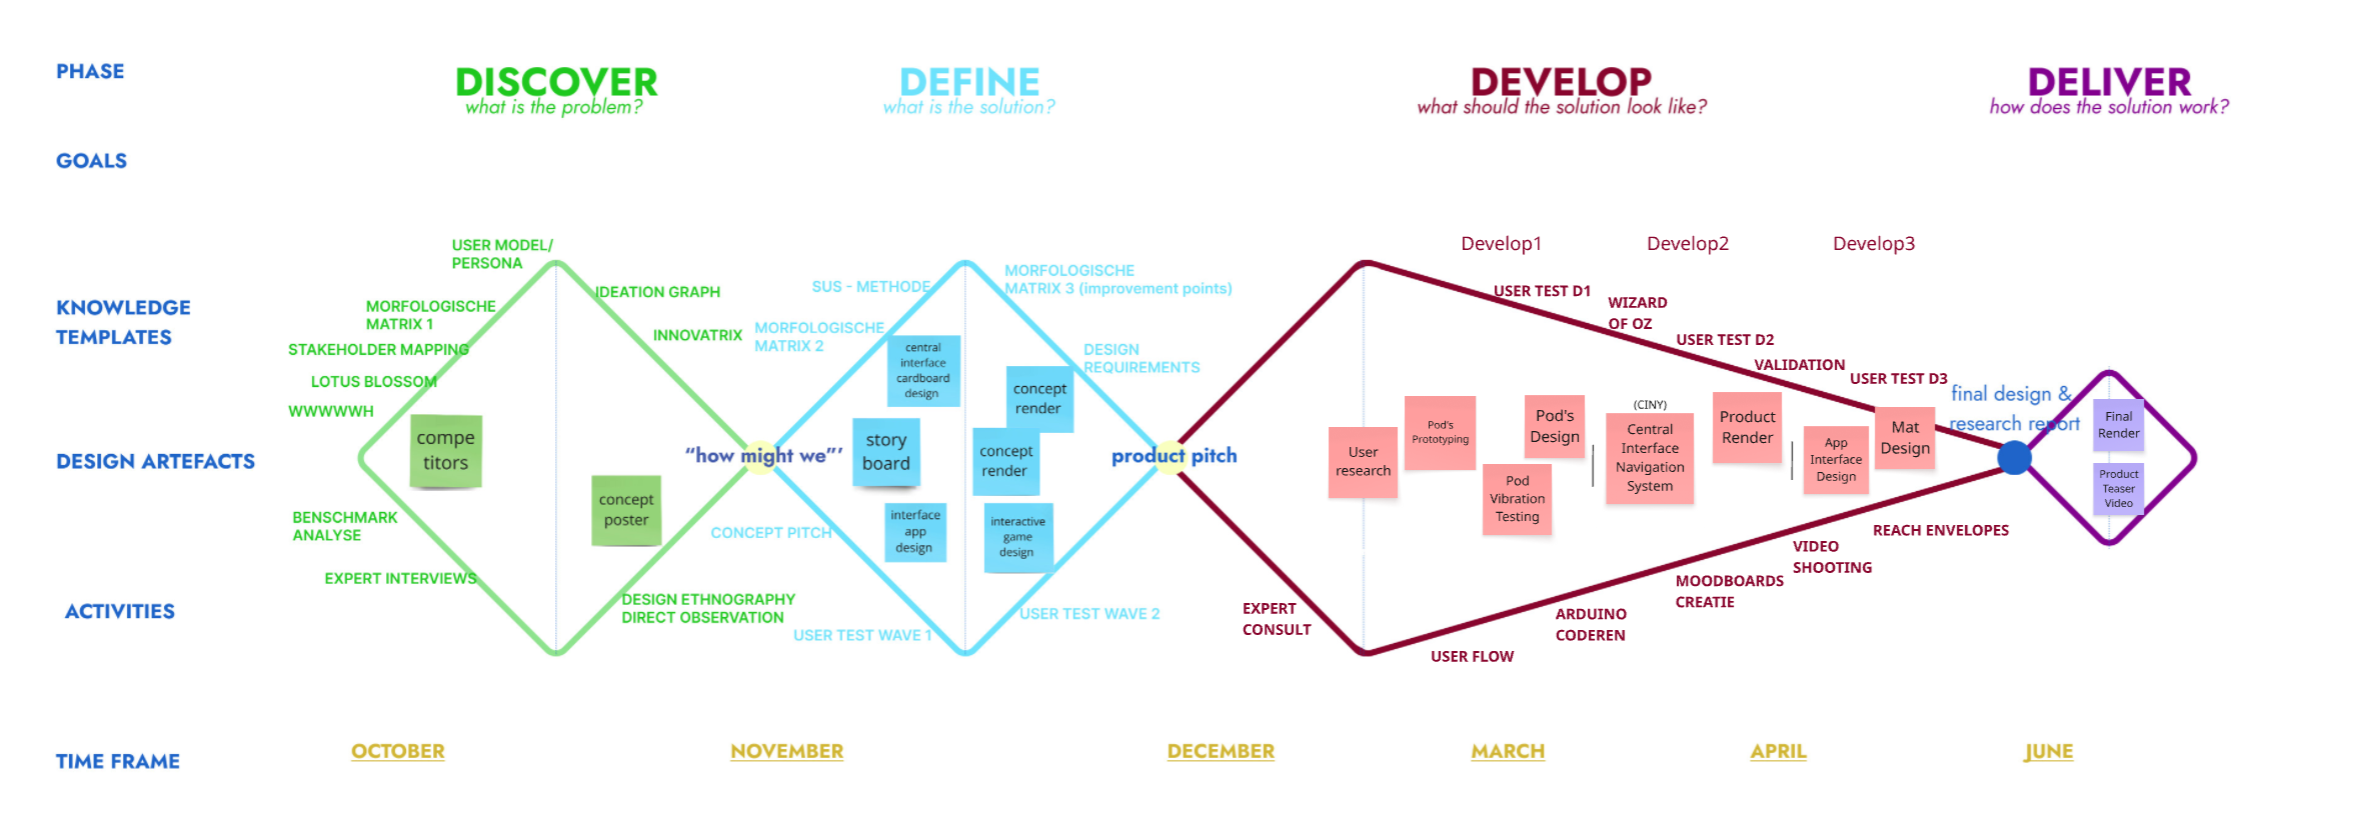 PHASE
DISCOVER
what is the problem?
DEFINE
what is the solution?
DEVELOP
what should the solution look like?
DELIVER
how does the solution work?
GOALS
Develop1
Develop2
Develop3
KNOWLEDGE
TEMPLATES
USER MODEL/
PERSONA
MORFOLOGISCHE
MATRIX 1
STAKEHOLDER MAPPING
LOTUS BLOSSOM
WWWWWH
IDEATION GRAPH
INNOVATRIX
SUS - METHODE
MORFOLOGISCHE
MATRIX 2
MORFOLOGISCHE
MATRIX 3 (improvement points)
DESIGN
REQUIREMENTS
USER TEST D1
WIZARD
OF OZ
USER TEST D2
VALIDATION
USER TEST D3
final design &
research report
DESIGN ARTEFACTS
compe
titors
concept
poster
“how might we”’
central
interface
cardboard
design
story
board
interface
app
design
concept
render
concept
render
interactive
game
design
product pitch
User
research
Pod's
Prototyping
Pod
Vibration
Testing
Pod's
Design
(CINY)
Central
Interface
Navigation
System
Product
Render
App
Interface
Design
Mat
Design
Final
Render
Product
Teaser
Video
ACTIVITIES
BENSCHMARK
ANALYSE
EXPERT INTERVIEWS
DESIGN ETHNOGRAPHY
DIRECT OBSERVATION
CONCEPT PITCH
USER TEST WAVE 1
USER TEST WAVE 2
EXPERT
CONSULT
USER FLOW
ARDUINO
CODEREN
MOODBOARDS
CREATIE
VIDEO
SHOOTING
REACH ENVELOPES
TIME FRAME
OCTOBER
NOVEMBER
DECEMBER
MARCH
APRIL
JUNE